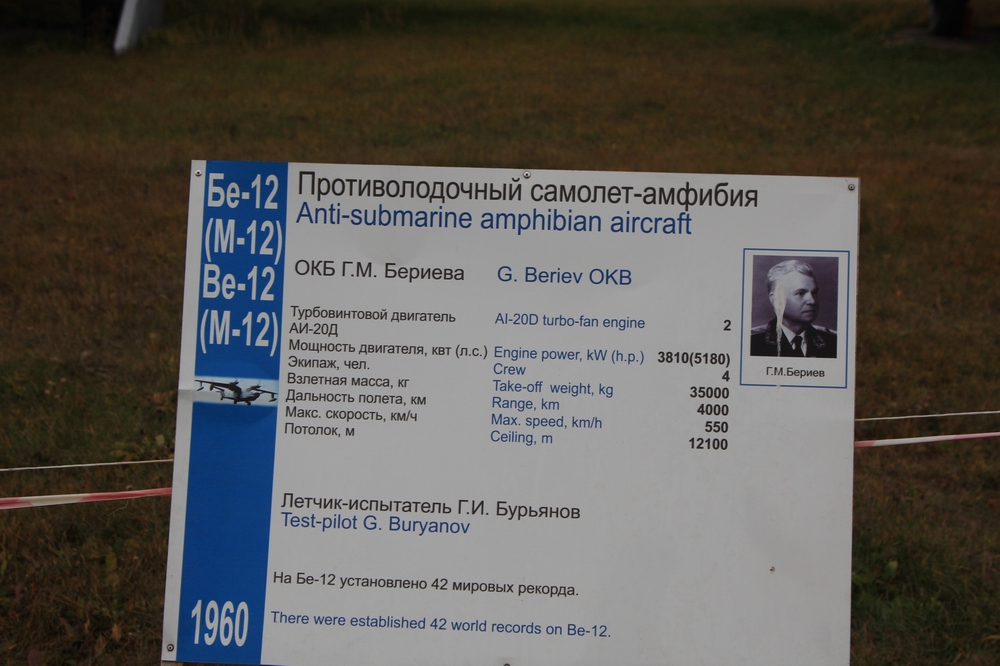 Бе-12
(М-12)
Be-12
(M-12)
Противолодочный самолет-амфибия
Anti-submarine amphibian aircraft
ОКБ Г.М. Бериева
G. Beriev OKB
Турбовинтовой двигатель
АИ-20Д
AI-20D turbo-fan engine 2
Мощность двигателя, квт (л.с.) Engine power, kW (h.p.) 3810(5180)
Экипаж, чел. Crew 4
Взлетная масса, кг Take-off weight, kg 35000
Дальность полета, км Range, km 4000
Макс. скорость, км/ч Max. speed, km/h 550
Потолок, м Ceiling, m 12100
Г.М.Бериев
Летчик-испытатель Г.И. Бурьянов
Test-pilot G. Buryanov
На Бе-12 установлено 42 мировых рекорда.
There were established 42 world records on Be-12.
1960